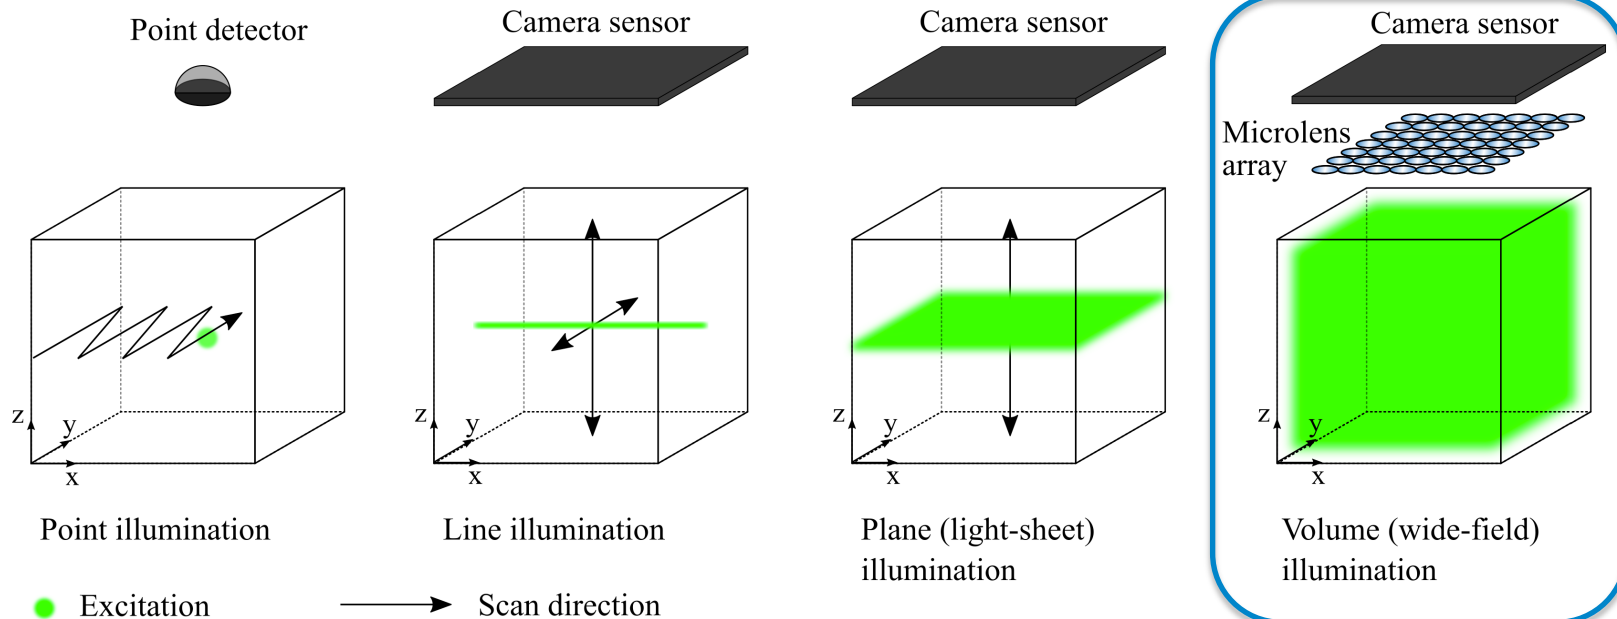 Point detector
Camera sensor
Camera sensor
Camera sensor
Microlens
array
z
y
x
z
y
x
z
y
x
z
y
x
Point illumination
Line illumination
Plane (light-sheet)
illumination
Volume (wide-field)
illumination
Excitation
Scan direction